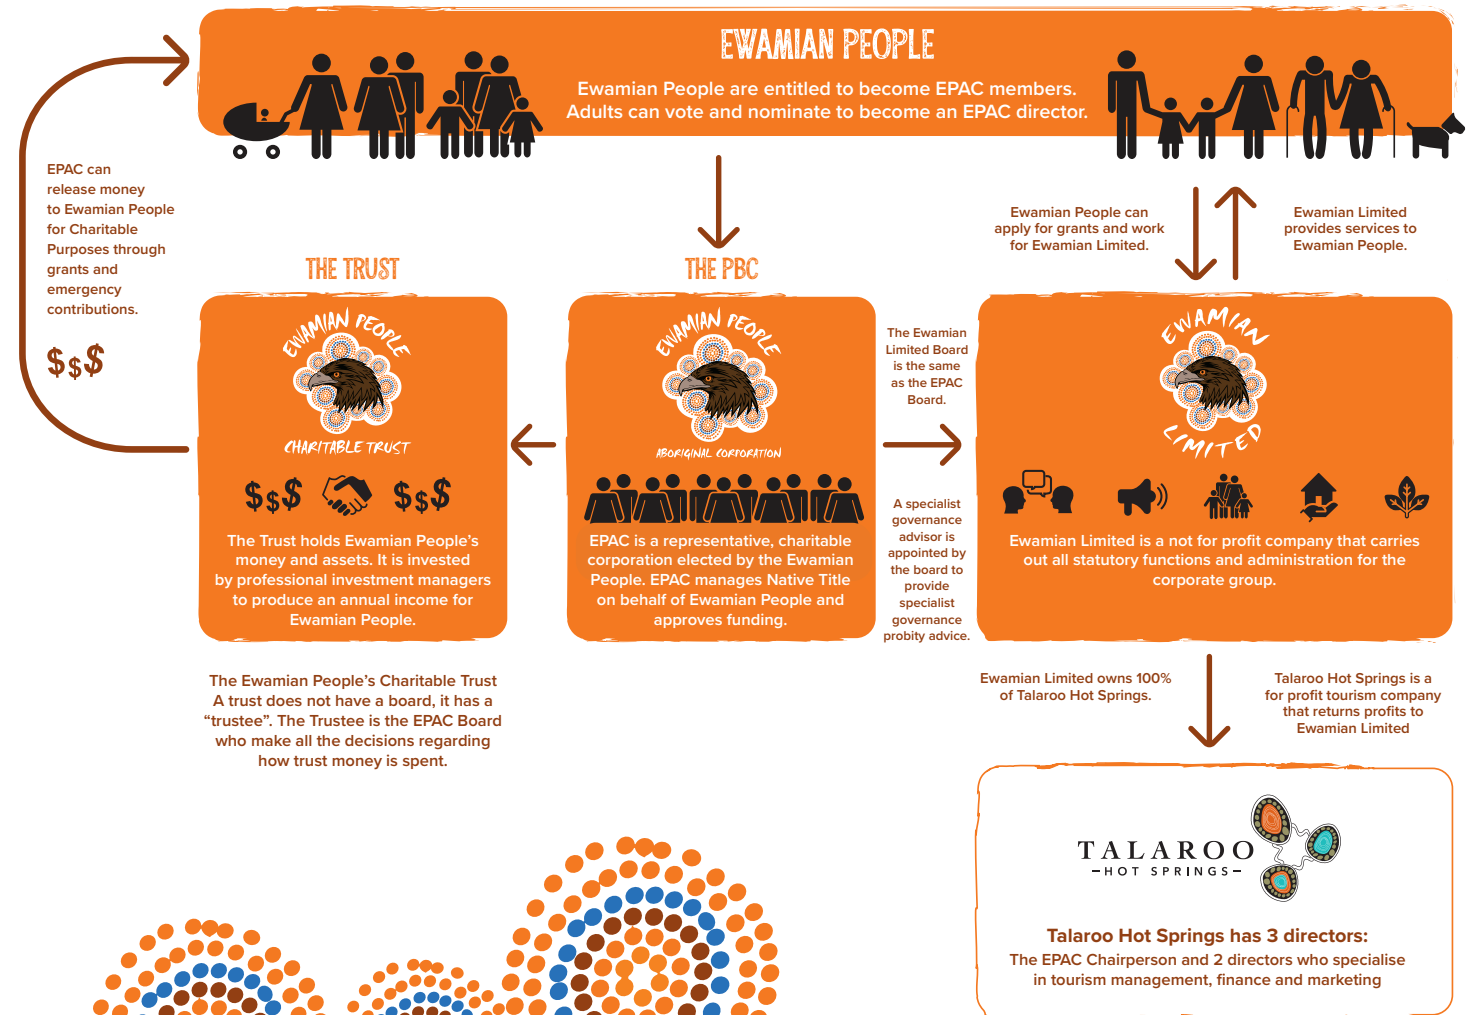 EWAMIAN PEOPLE
Ewamian People are entitled to become EPAC members.
Adults can vote and nominate to become an EPAC director.
EPAC can
release money
to Ewamian People
for Charitable
Purposes through
grants and
emergency
contributions.
$$$
Ewamian People can
apply for grants and work
for Ewamian Limited.
Ewamian Limited
provides services to
Ewamian People.
THE TRUST
EWAMIAN PEOPLE
CHARITABLE TRUST
$$$ $$$
The Trust holds Ewamian People's
money and assets. It is invested
by professional investment managers
to produce an annual income for
Ewamian People.
The Ewamian People's Charitable Trust
A trust does not have a board, it has a
“trustee”. The Trustee is the EPAC Board
who make all the decisions regarding
how trust money is spent.
THE PBC
EWAMIAN PEOPLE
ABORIGINAL CORPORATION
EPAC is a representative, charitable
corporation elected by the Ewamian
People. EPAC manages Native Title
on behalf of Ewamian People and
approves funding.
The Ewamian
Limited Board
is the same
as the EPAC
Board.
A specialist
governance
advisor is
appointed by
the board to
provide
specialist
governance
probity advice.
EWAMIAN
LIMITED
Ewamian Limited is a not for profit company that carries
out all statutory functions and administration for the
corporate group.
Ewamian Limited owns 100%
of Talaroo Hot Springs.
Talaroo Hot Springs is a
for profit tourism company
that returns profits to
Ewamian Limited
TALAROO
HOT SPRINGS
Talaroo Hot Springs has 3 directors:
The EPAC Chairperson and 2 directors who specialise
in tourism management, finance and marketing